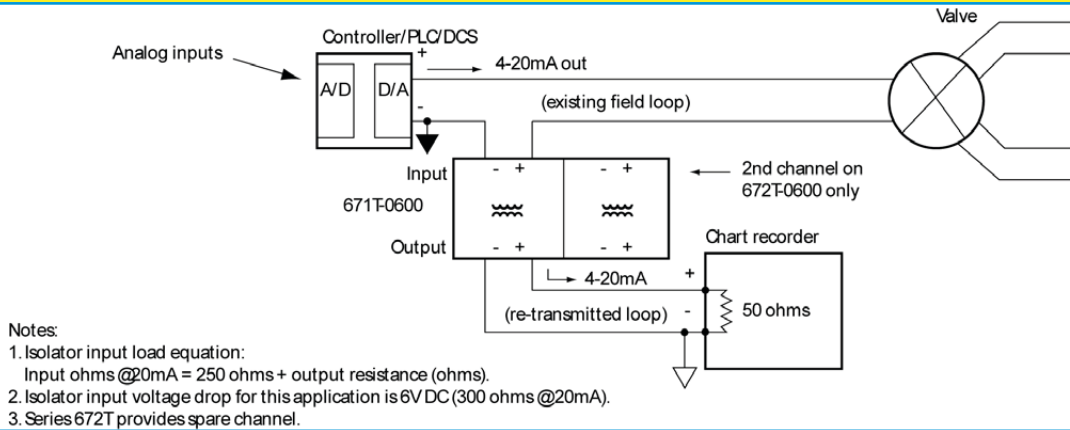 Valve
Controller/PLC/DCS
Analog inputs
+
4-20mA out
A/D
D/A
-
(existing field loop)
Input
- +
- +
2nd channel on
672T-0600 only
671T-0600
Output
- +
- +
Chart recorder
4-20mA
+
(re-transmitted loop)
-
50 ohms
Notes:
1. Isolator input load equation:
Input ohms @20mA = 250 ohms + output resistance (ohms).
2. Isolator input voltage drop for this application is 6V DC (300 ohms @20mA).
3. Series 672T provides spare channel.